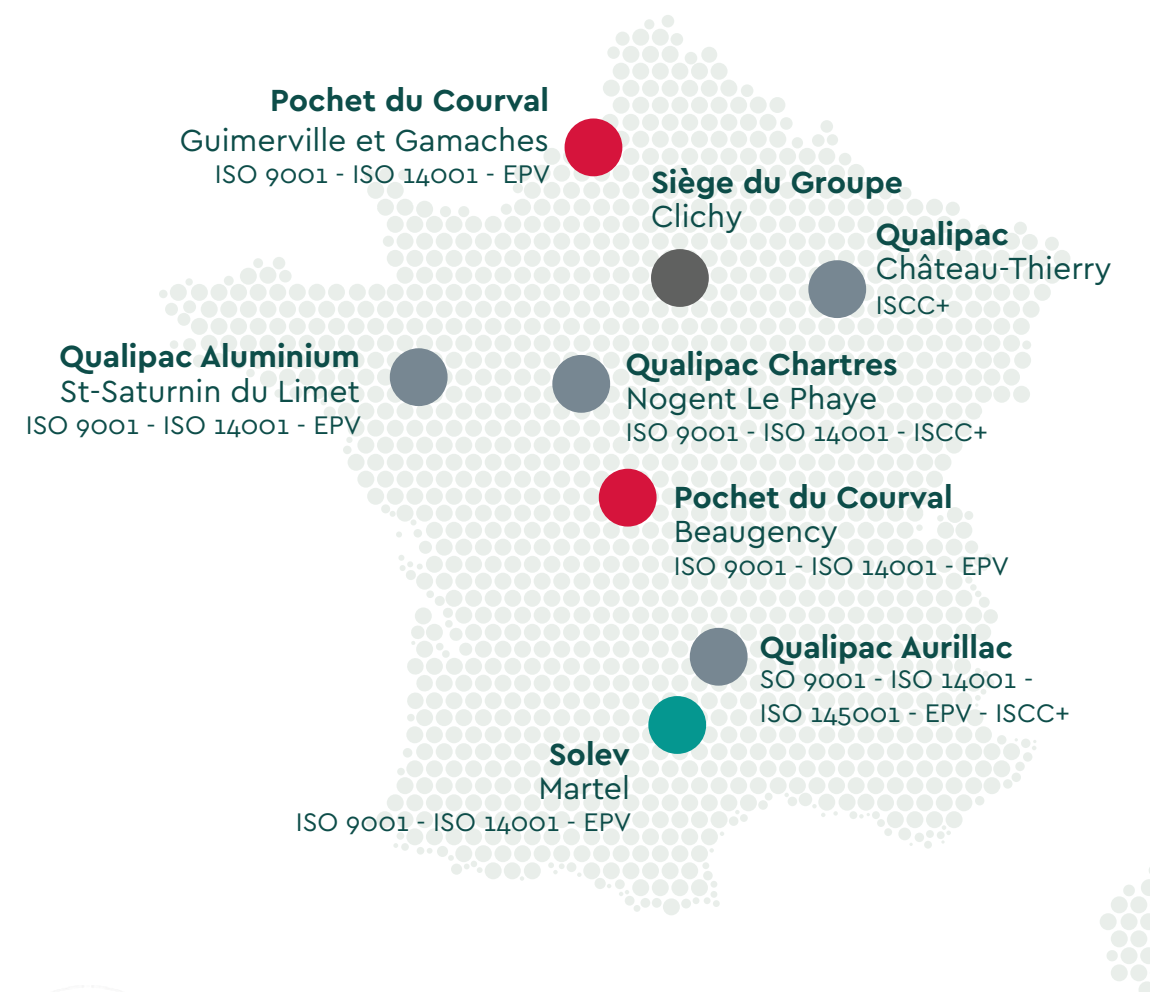 Pochet du Courval
Guimerville et Gamaches
ISO 9001 - ISO 14001 - EPV
Siège du Groupe
Clichy
Qualipac
Château-Thierry
ISCC+
Qualipac Aluminium
St-Saturnin du Limet
ISO 9001 - ISO 14001 - EPV
Qualipac Chartres
Nogent Le Phaye
ISO 9001 - ISO 14001 - ISCC+
Pochet du Courval
Beaugency
ISO 9001 - ISO 14001 - EPV
Qualipac Aurillac
SO 9001 - ISO 14001 -
ISO 145001 - EPV - ISCC+
Solev
Martel
ISO 9001 - ISO 14001 - EPV